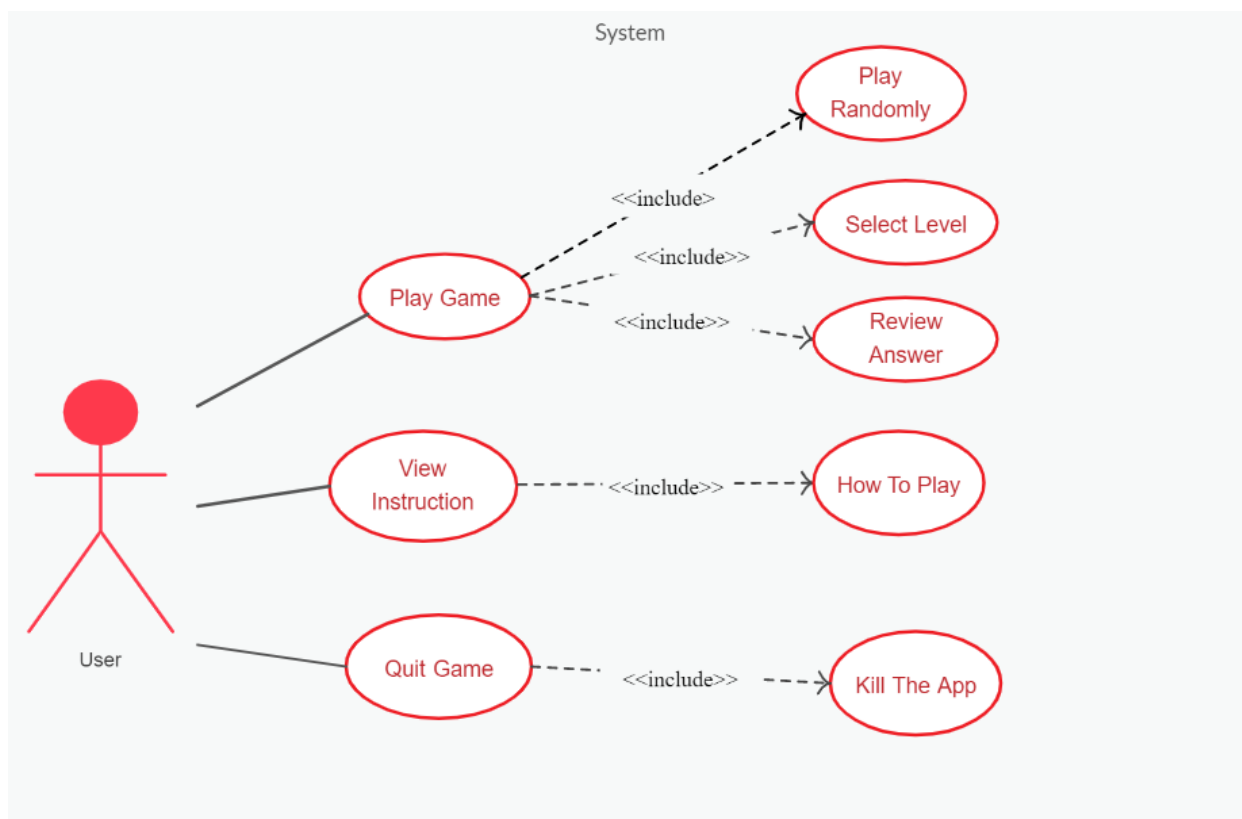 System
Play
Randomly
<<include>
Select Level
<<include>>
Play Game
<<include>>
Review
Answer
View
Instruction
<<include>>
How To Play
User
Quit Game
<<include>>
Kill The App